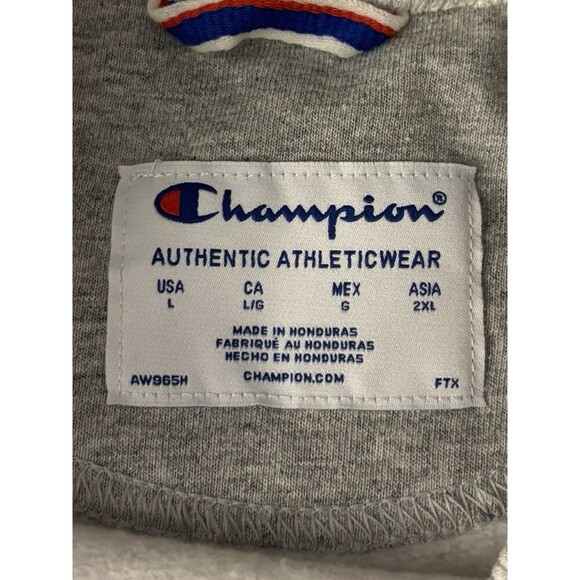 Champion®
AUTHENTIC ATHLETICWEAR
USA CA MEX ASIA
L L/G G 2XL
MADE IN HONDURAS
FABRIQUÉ AU HONDURAS
HECHO EN HONDURAS
AW965H CHAMPION.COM FTX